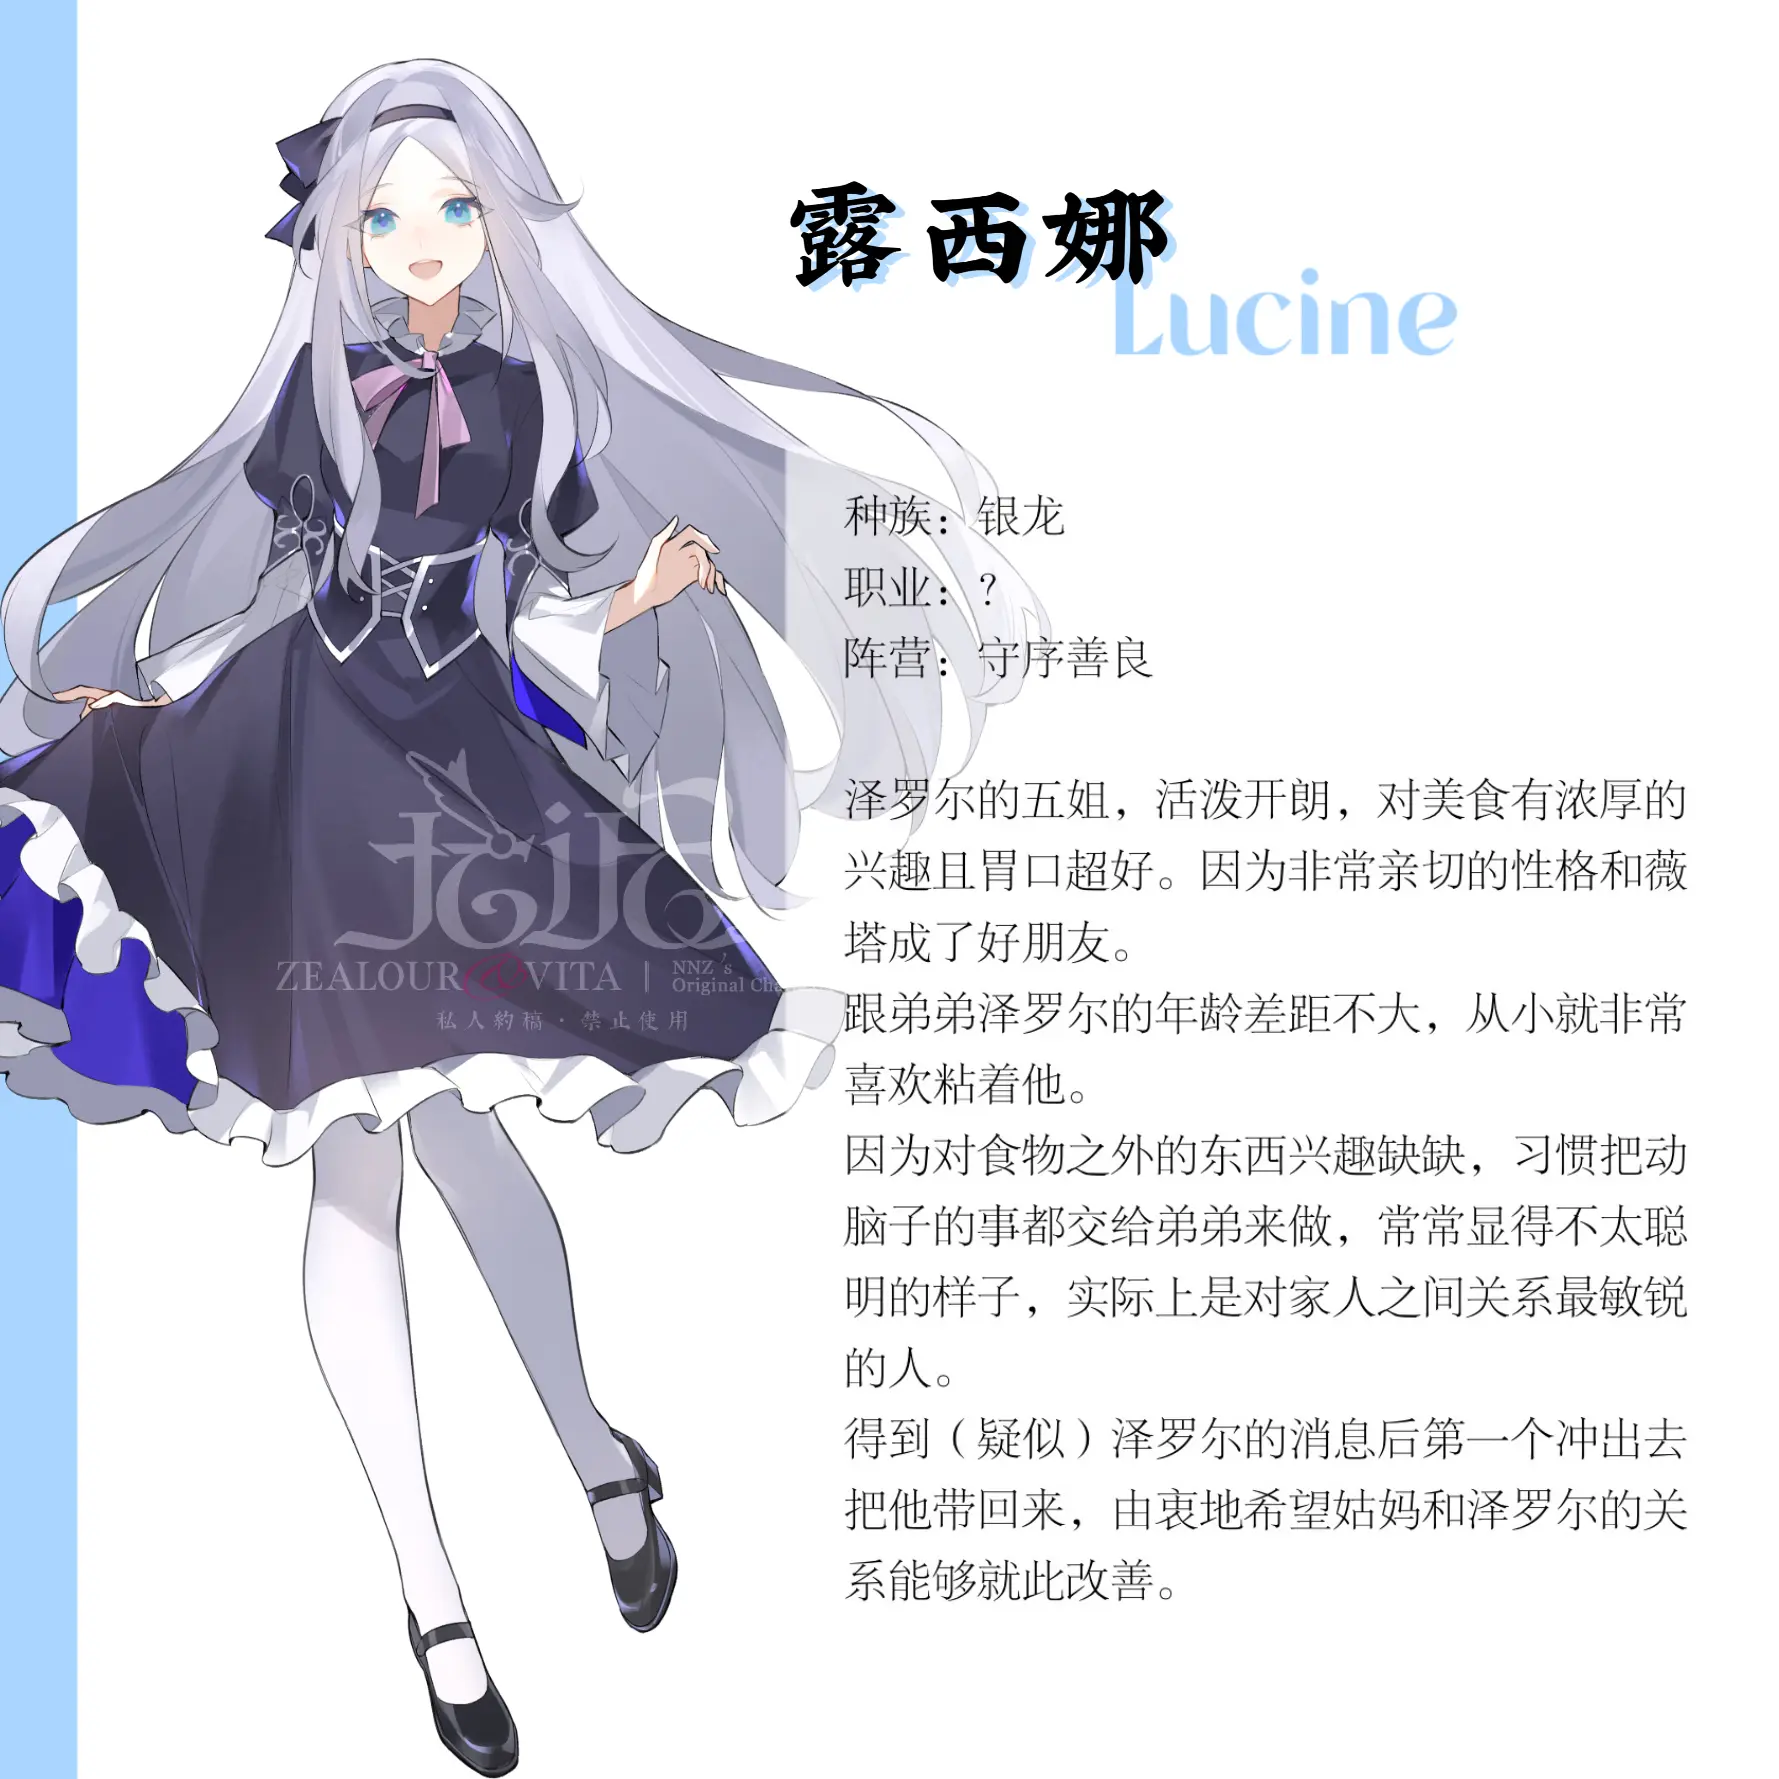 露西娜
Lucine
种族：银龙
职业：？
阵营：守序善良
泽罗尔的五姐，活泼开朗，对美食有浓厚的
兴趣且胃口超好。因为非常亲切的性格和薇
塔成了好朋友。
跟弟弟泽罗尔的年龄差距不大，从小就非常
喜欢粘着他。
因为对食物之外的东西兴趣缺缺，习惯把动
脑子的事都交给弟弟来做，常常显得不太聪
明的样子，实际上是对家人之间关系最敏锐
的人。
得到（疑似）泽罗尔的消息后第一个冲出去
把他带回来，由衷地希望姑妈和泽罗尔的关
系能够就此改善。
ZEALOUR & VITA
NNZ's
Original
私人約稿·禁止使用